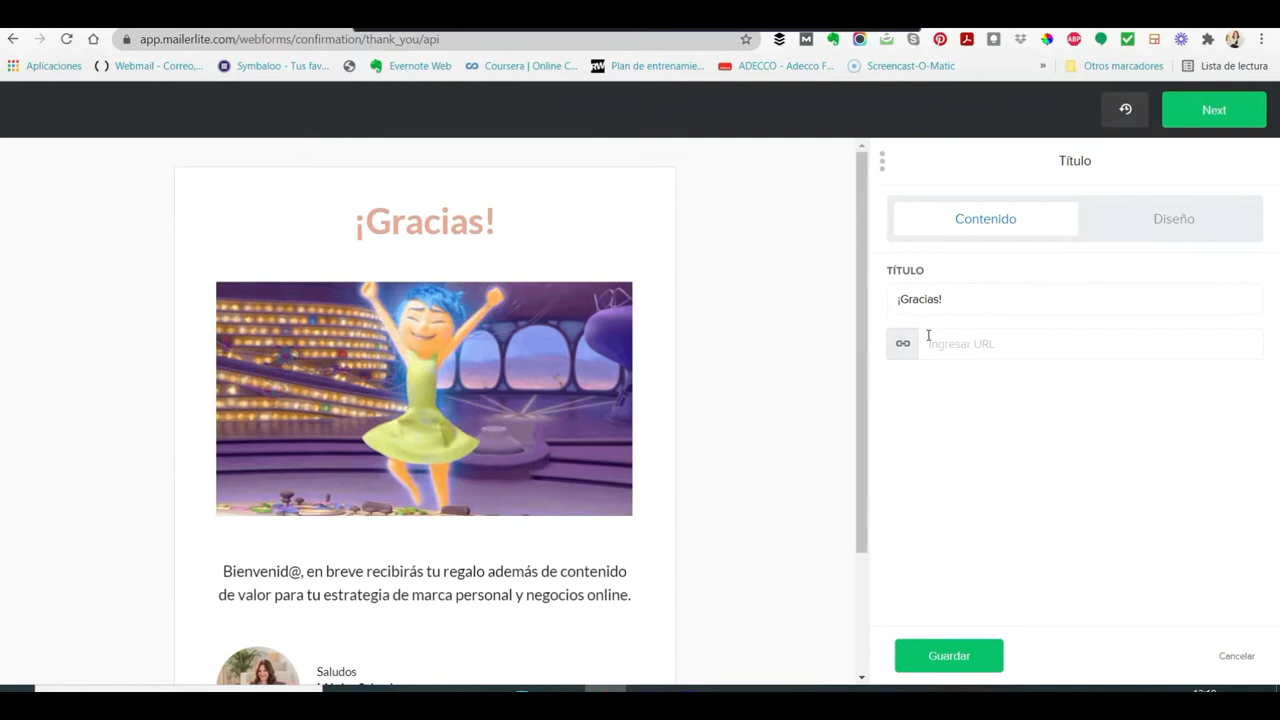 app.mailerlite.com/webforms/confirmation/thank_you/api
Aplicaciones
Webmail - Correo,...
Symbaloo - Tus fav...
Evernote Web
Coursera | Online C...
Plan de entrenamie...
ADECCO - Adecco F...
Screencast-O-Matic
»
Otros marcadores
Lista de lectura
Next
Título
Contenido
Diseño
TÍTULO
¡Gracias!
Ingresar URL
Guardar
Cancelar
¡Gracias!
Bienvenid@, en breve recibirás tu regalo además de contenido
de valor para tu estrategia de marca personal y negocios online.
Saludos